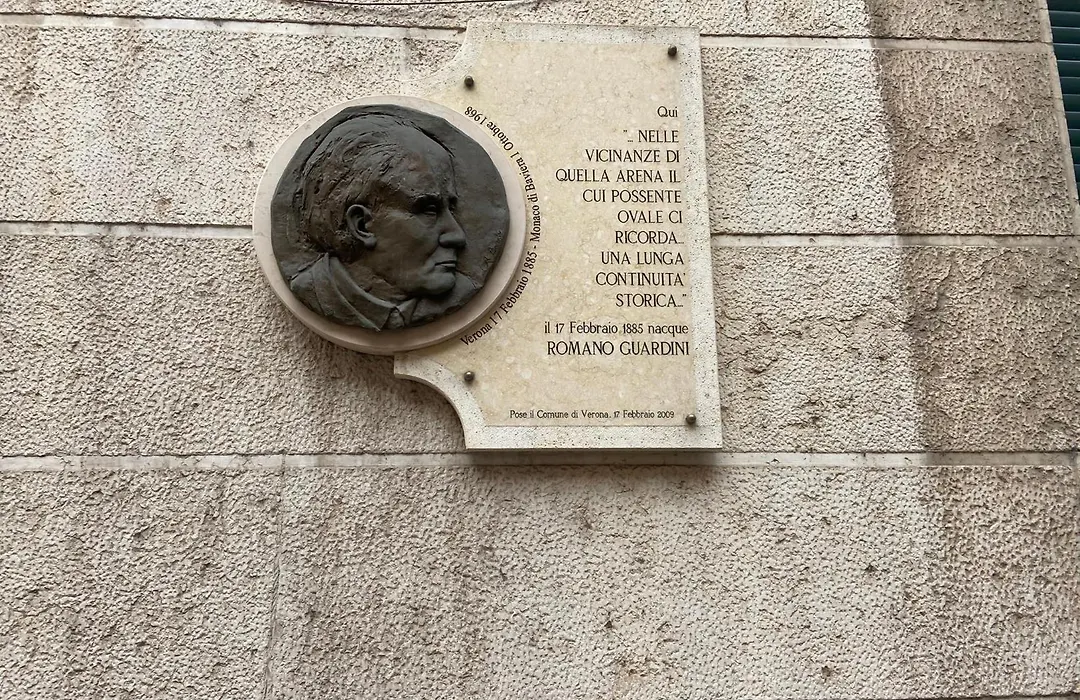 Verona 17 Febbraio 1885 - Monaco di Baviera 1 Ottobre 1968
Qui
"... NELLE
VICINANZE DI
QUELLA ARENA IL
CUI POSSENTE
OVALE CI
RICORDA...
UNA LUNGA
CONTINUITA'
STORICA..."
il 17 Febbraio 1885 nacque
ROMANO GUARDINI
Pose il Comune di Verona, 17 Febbraio 2009